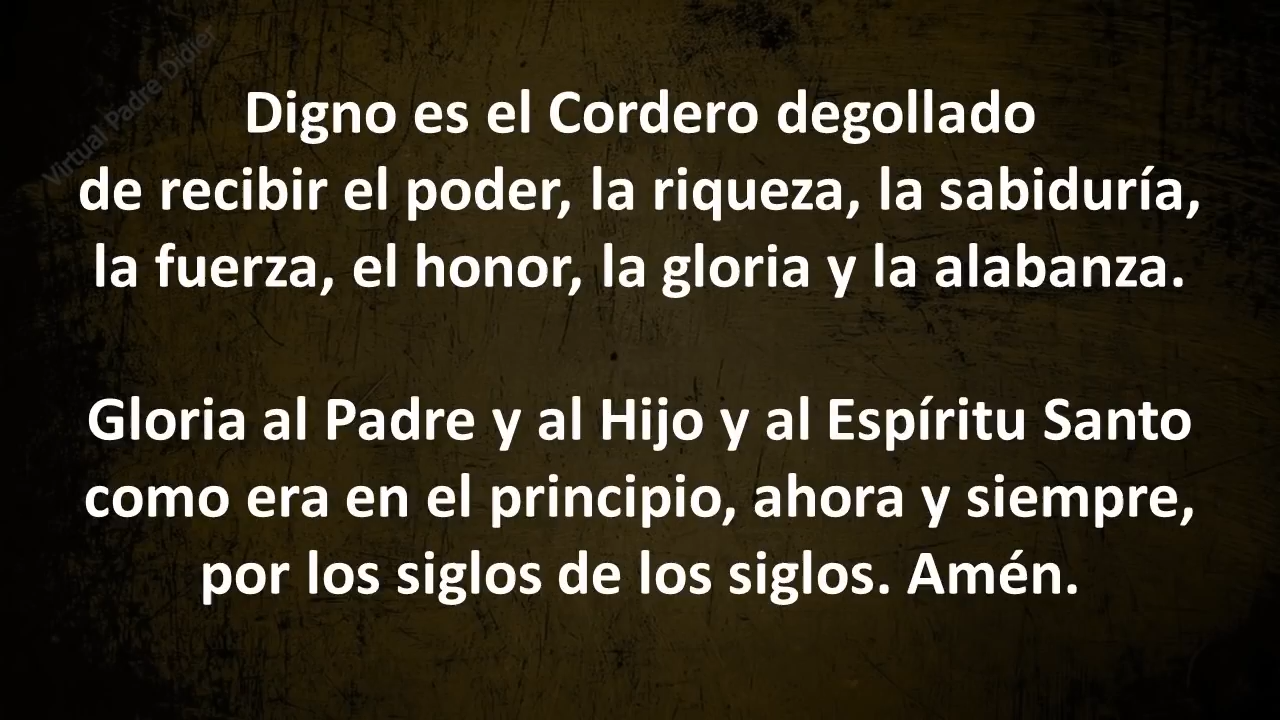 Virtual Padre Didier
Digno es el Cordero degollado
de recibir el poder, la riqueza, la sabiduría,
la fuerza, el honor, la gloria y la alabanza.
Gloria al Padre y al Hijo y al Espíritu Santo
como era en el principio, ahora y siempre,
por los siglos de los siglos. Amén.